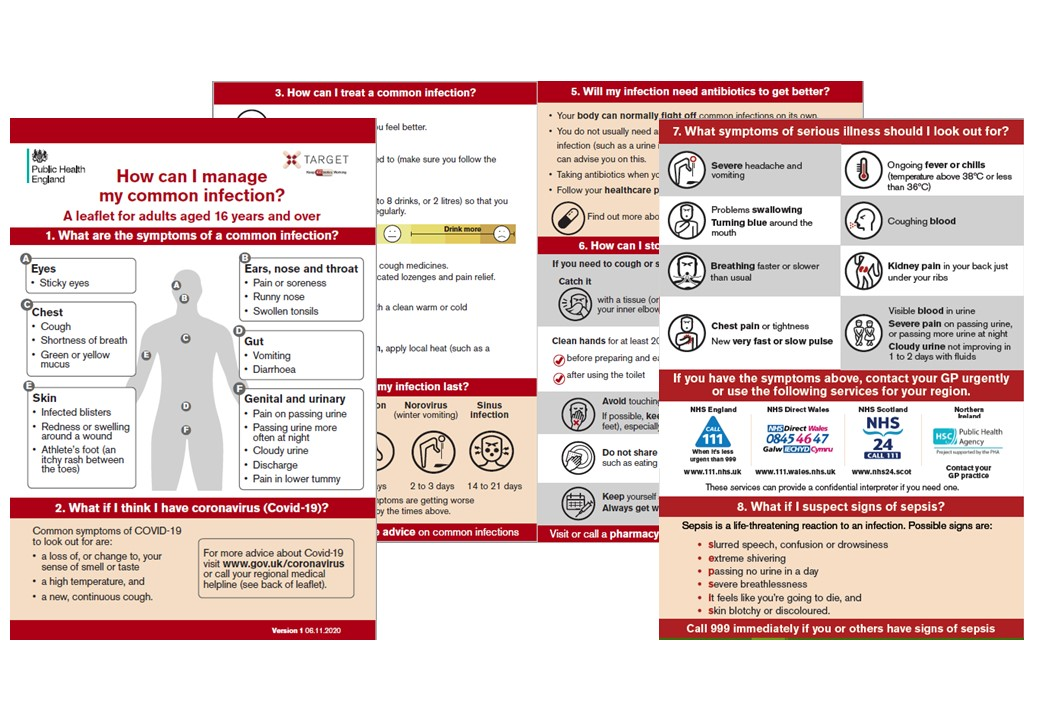 Public Health
England
TARGET
Keep Antibiotics Working
How can I manage
my common infection?
A leaflet for adults aged 16 years and over
1. What are the symptoms of a common infection?
A
Eyes
• Sticky eyes
B
Ears, nose and throat
• Pain or soreness
• Runny nose
• Swollen tonsils
C
Chest
• Cough
• Shortness of breath
• Green or yellow
mucus
D
Gut
• Vomiting
• Diarrhoea
E
Skin
• Infected blisters
• Redness or swelling
around a wound
• Athlete's foot (an
itchy rash between
the toes)
F
Genital and urinary
• Pain on passing urine
• Passing urine more
often at night
• Cloudy urine
• Discharge
• Pain in lower tummy
A
B
C
E
D
F
2. What if I think I have coronavirus (Covid-19)?
Common symptoms of COVID-19
to look out for are:
• a loss of, or change to, your
sense of smell or taste
• a high temperature, and
• a new, continuous cough.
For more advice about Covid-19
visit www.gov.uk/coronavirus
or call your regional medical
helpline (see back of leaflet).
Version 1 06.11.2020
3. How can I treat a common infection?
feel better.
ed to (make sure you follow the
to 8 drinks, or 2 litres) so that you
egularly.
Drink more
cough medicines.
cated lozenges and pain relief.
h a clean warm or cold
n, apply local heat (such as a
my infection last?
on
Norovirus
(winter vomiting)
Sinus
infection
ays
2 to 3 days
14 to 21 days
ptoms are getting worse
by the times above.
advice on common infections
5. Will my infection need antibiotics to get better?
• Your body can normally fight off common infections on its own.
• You do not usually need a
infection (such as a urine
can advise you on this.
• Taking antibiotics when yo
• Follow your healthcare p
Find out more abo
6. How can I sto
If you need to cough or s
Catch it
with a tissue (or
your inner elbow
Clean hands for at least 20
before preparing and ea
after using the toilet
Avoid touching
If possible, kee
feet), especially
Do not share
such as eating
Keep yourself
Always get w
Visit or call a pharmacy
7. What symptoms of serious illness should I look out for?
Severe headache and
vomiting
Ongoing fever or chills
(temperature above 38°C or less
than 36°C)
Problems swallowing
Turning blue around the
mouth
Coughing blood
Breathing faster or slower
than usual
Kidney pain in your back just
under your ribs
Chest pain or tightness
New very fast or slow pulse
Visible blood in urine
Severe pain on passing urine,
or passing more urine at night
Cloudy urine not improving in
1 to 2 days with fluids
If you have the symptoms above, contact your GP urgently
or use the following services for your region.
NHS England
CALL
111
When it's less
urgent than 999
www.111.nhs.uk
NHS Direct Wales
NHS Direct Wales
0845 46 47
Galw IECHYD Cymru
www.111.wales.nhs.uk
NHS Scotland
NHS
24
CALL 111
www.nhs24.scot
Northern
Ireland
HSC Public Health
Agency
Project supported by the PHA
Contact your
GP practice
These services can provide a confidential interpreter if you need one.
8. What if I suspect signs of sepsis?
Sepsis is a life-threatening reaction to an infection. Possible signs are:
• slurred speech, confusion or drowsiness
• extreme shivering
• passing no urine in a day
• severe breathlessness
• it feels like you're going to die, and
• skin blotchy or discoloured.
Call 999 immediately if you or others have signs of sepsis